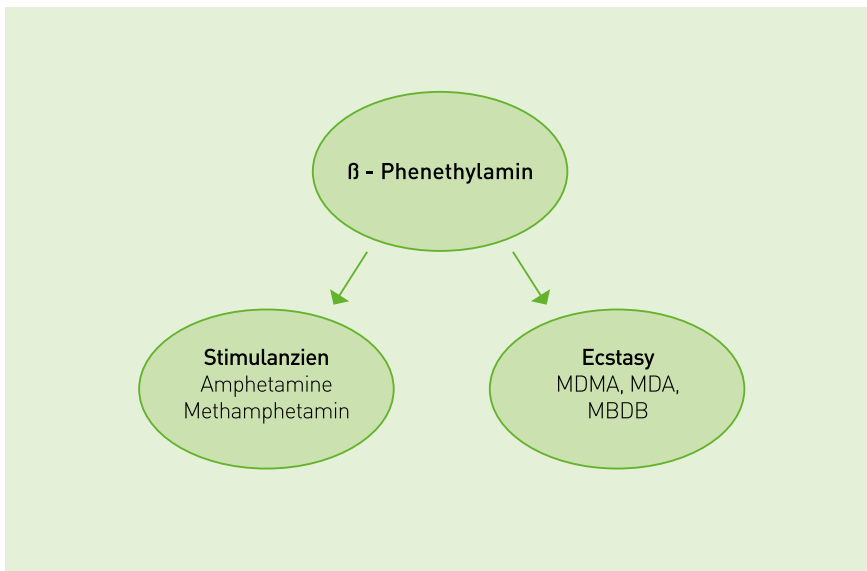 ß - Phenethylamin
Stimulanzien
Amphetamine
Methamphetamin
Ecstasy
MDMA, MDA,
MBDB